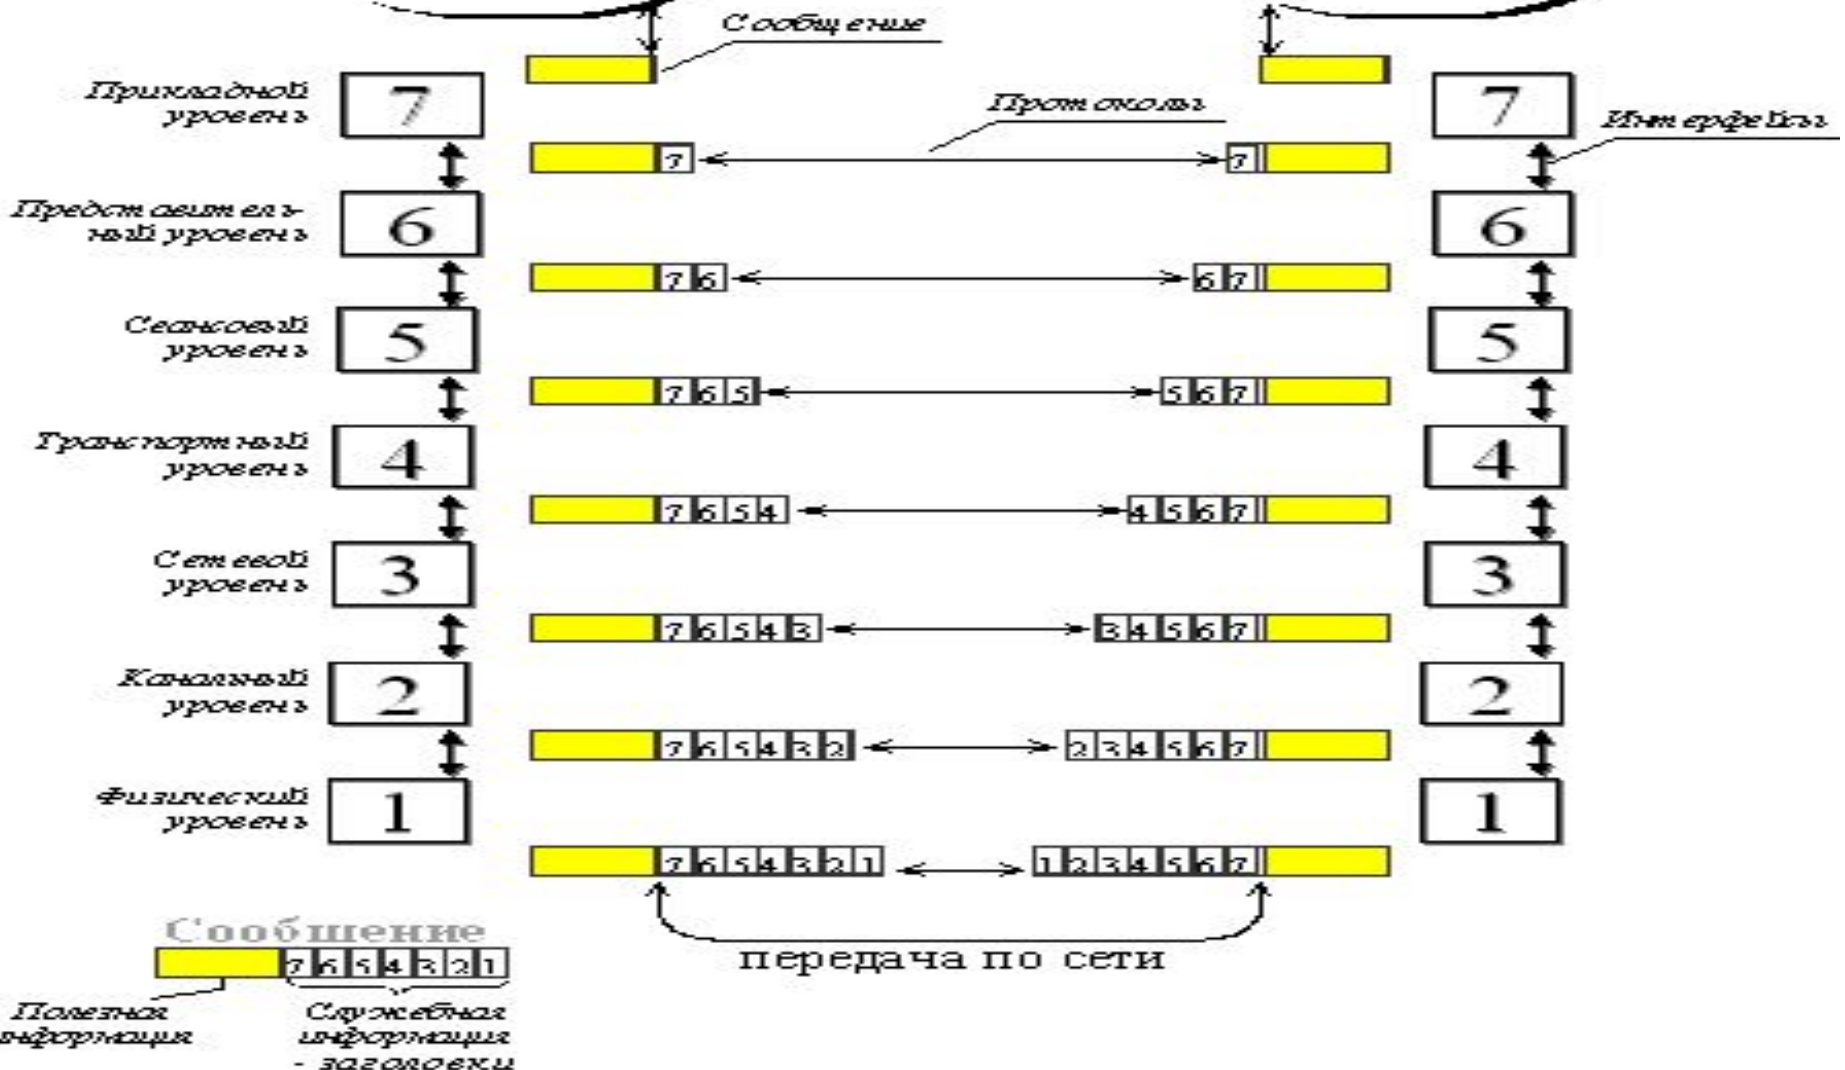 Сообщение
Прикладной
уровень
7
7
Протоколы
Интерфейсы
7
7
Представитель-
ный уровень
6
6
7 6
6 7
Сеансовый
уровень
5
5
7 6 5
5 6 7
Транспортный
уровень
4
4
7 6 5 4
4 5 6 7
Сетевой
уровень
3
3
7 6 5 4 3
3 4 5 6 7
Канальный
уровень
2
2
7 6 5 4 3 2
2 3 4 5 6 7
Физический
уровень
1
1
7 6 5 4 3 2 1
1 2 3 4 5 6 7
передача по сети
Сообщение
7 6 5 4 3 2 1
Полезная
нформация
Служебная
информация
- заголовки